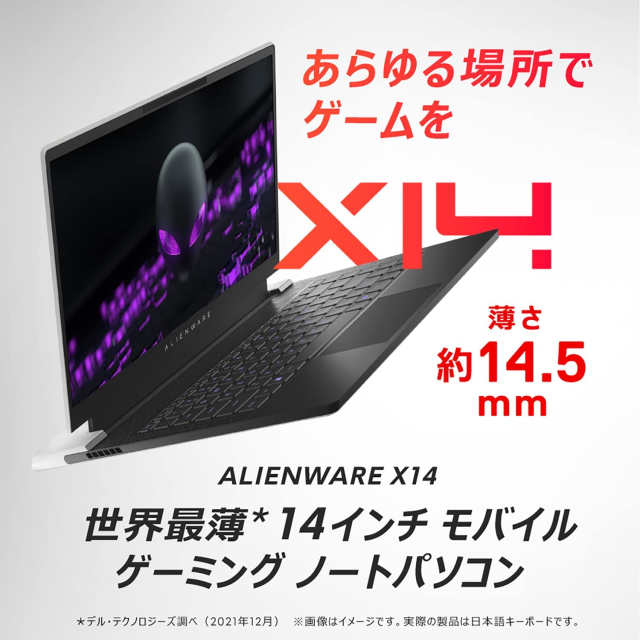 あらゆる場所で
ゲームを
X14
薄さ
約14.5
mm
ALIENWARE
ALIENWARE X14
世界最薄*14インチ モバイル
ゲーミング ノートパソコン
*デル・テクノロジーズ調べ（2021年12月） ※画像はイメージです。実際の製品は日本語キーボードです。